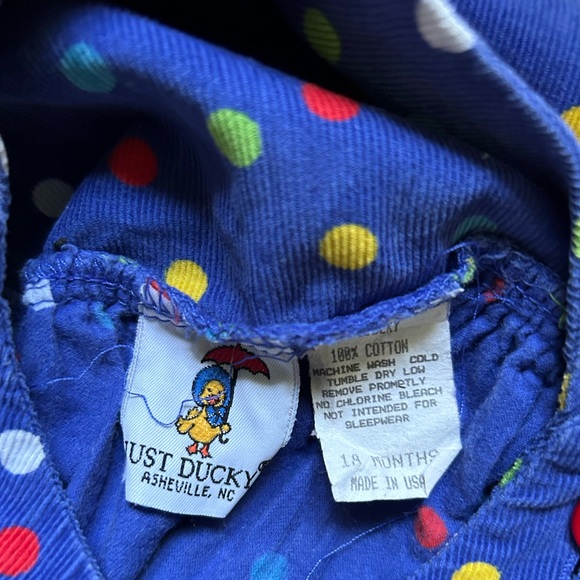 JUST DUCKY
ASHEVILLE, NC
100% COTTON
MACHINE WASH COLD
TUMBLE DRY LOW
REMOVE PROMPTLY
NO CHLORINE BLEACH
NOT INTENDED FOR
SLEEPWEAR
18 MONTHS
MADE IN USA